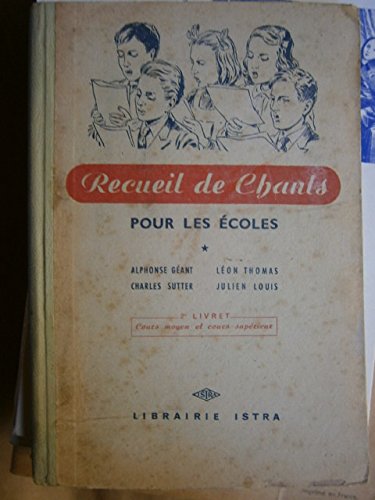 Recueil de Chants
POUR LES ÉCOLES
★
ALPHONSE GÉANT LÉON THOMAS
CHARLES SUTTER JULIEN LOUIS
2e LIVRET
Cours moyen et cours supérieur
ISTRA
LIBRAIRIE ISTRA